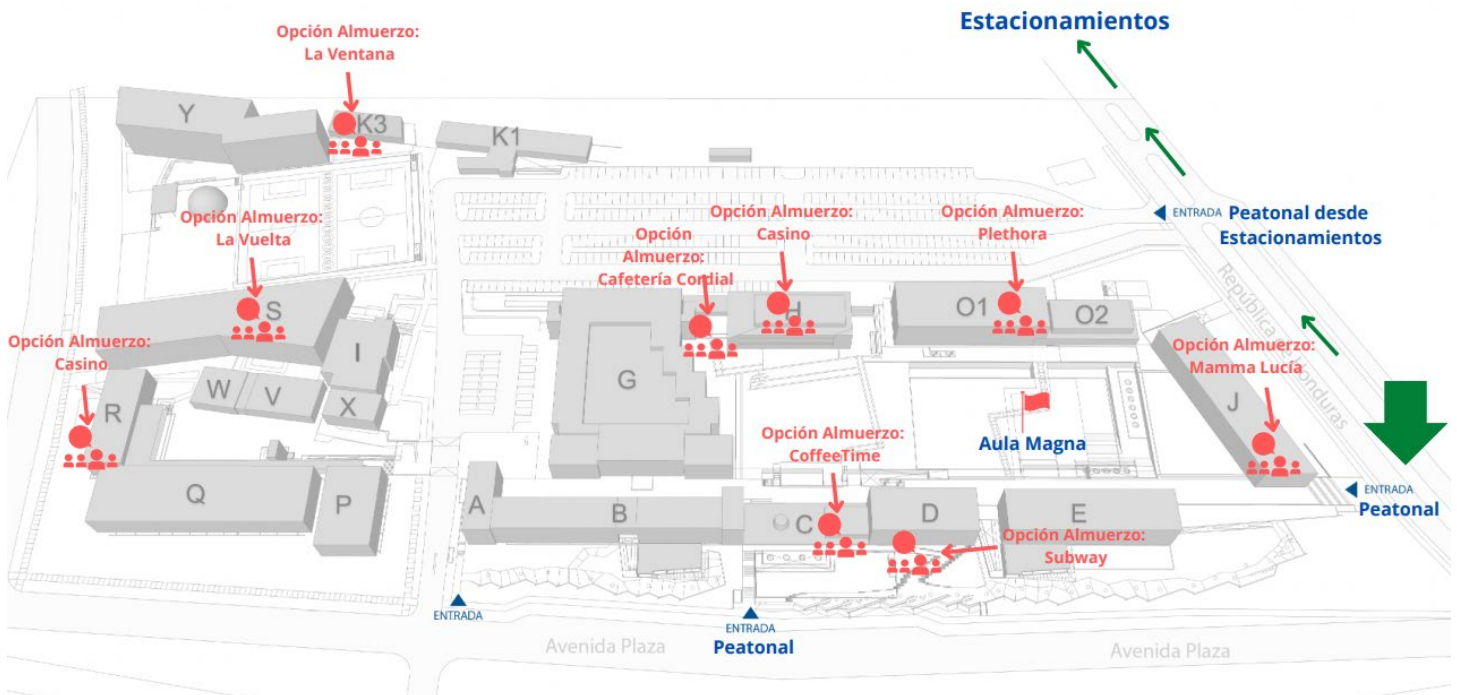 Estacionamientos
Opción Almuerzo:
La Ventana
Y
K3
K1
Opción Almuerzo:
La Vuelta
Opción
Almuerzo:
Cafetería Cordial
Opción Almuerzo:
Casino
Opción Almuerzo:
Plethora
ENTRADA
Peatonal desde
Estacionamientos
República de Honduras
S
I
H
O1
O2
Opción Almuerzo:
Casino
Opción Almuerzo:
Mamma Lucía
R
W
V
X
G
J
Opción Almuerzo:
CoffeeTime
Aula Magna
Q
P
A
B
C
D
E
ENTRADA
Peatonal
Opción Almuerzo:
Subway
ENTRADA
ENTRADA
Peatonal
Avenida Plaza
Avenida Plaza